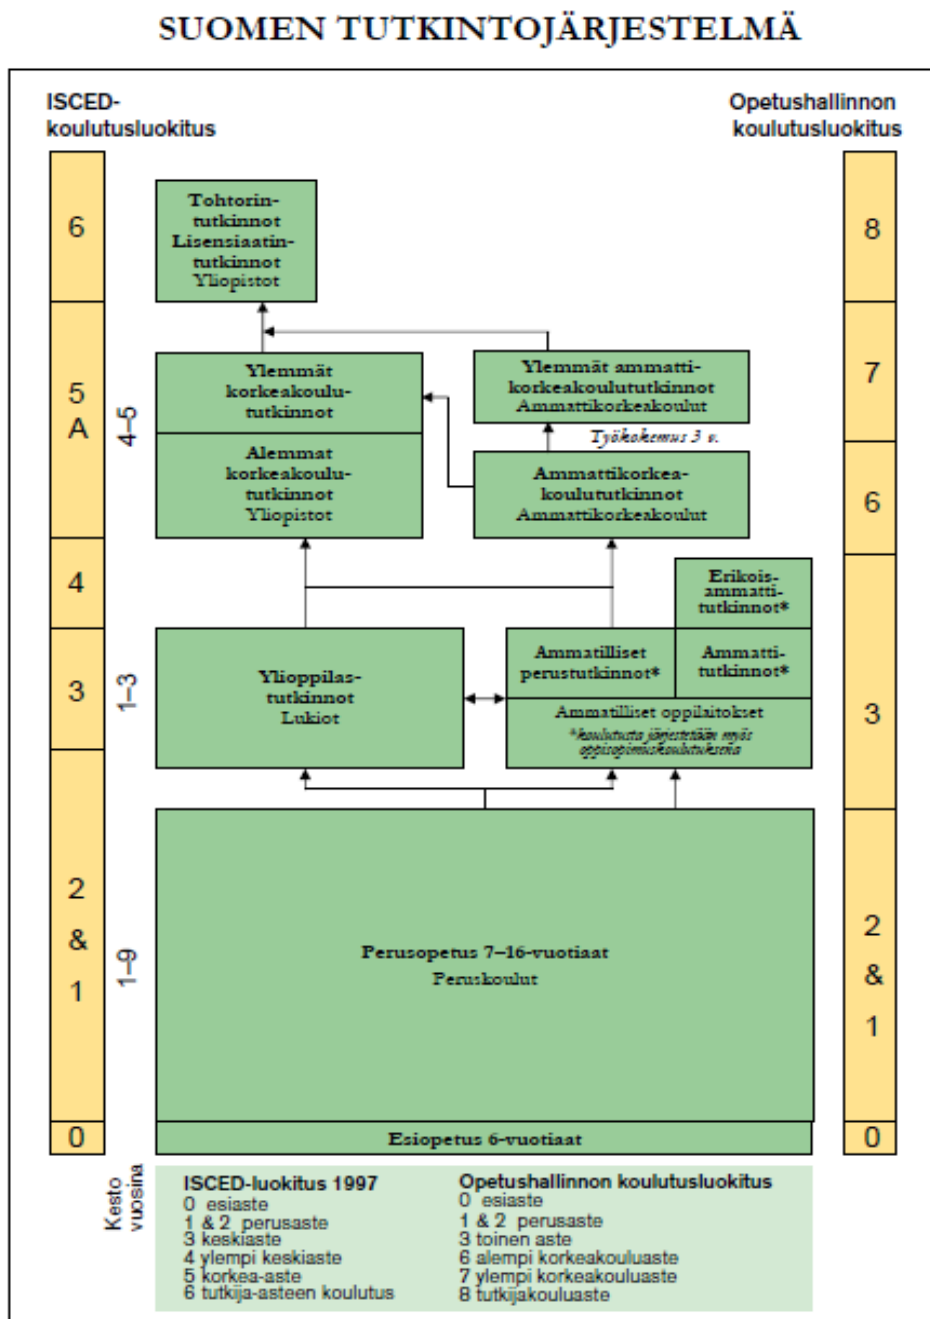 SUOMEN TUTKINTOJÄRJESTELMÄ
ISCED-
koulutusluokitus
Opetushallinnon
koulutusluokitus
6
5
A
4
3
2
&
1
0
4–5
1–3
1–9
Kesto
vuosina
Tohtorin-
tutkinnot
Lisensiaatin-
tutkinnot
Yliopistot
Ylemmät
korkeakoulu-
tutkinnot
Alemmat
korkeakoulu-
tutkinnot
Yliopistot
Ylemmät ammatti-
korkeakoulututkinnot
Ammattikorkeakoulut
Työkokemus 3 v.
Ammattikorkea-
koulututkinnot
Ammattikorkeakoulut
Erikois-
ammatti-
tutkinnot*
Ylioppilas-
tutkinnot
Lukiot
Ammatilliset
perustutkinnot*
Ammatti-
tutkinnot*
Ammatilliset oppilaitokset
*koulutusta järjestetään myös
oppisopimuskoulutuksena
Perusopetus 7–16-vuotiaat
Peruskoulut
Esiopetus 6-vuotiaat
8
7
6
3
2
&
1
0
ISCED-luokitus 1997
0 esiaste
1 & 2 perusaste
3 keskiaste
4 ylempi keskiaste
5 korkea-aste
6 tutkija-asteen koulutus
Opetushallinnon koulutusluokitus
0 esiaste
1 & 2 perusaste
3 toinen aste
6 alempi korkeakouluaste
7 ylempi korkeakouluaste
8 tutkijakouluaste